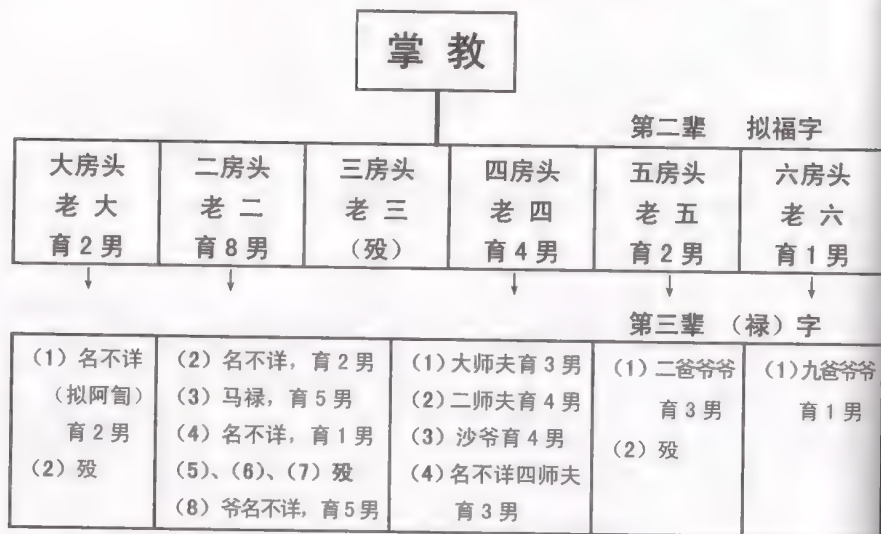 掌教
第二辈 拟福字
大房头
老大
育2男
二房头
老二
育8男
三房头
老三
(殁)
四房头
老四
育4男
五房头
老五
育2男
六房头
老六
育1男
第三辈 (禄)字
(1)名不详
(拟阿訇)
育2男
(2)殁
(2)名不详,育2男
(3)马禄,育5男
(4)名不详,育1男
(5)、(6)、(7)殁
(8)爷名不详,育5男
(1)大师夫育3男
(2)二师夫育4男
(3)沙爷育4男
(4)名不详四师夫
育3男
(1)二爸爷爷
育3男
(2)殁
(1)九爸爷爷
育1男